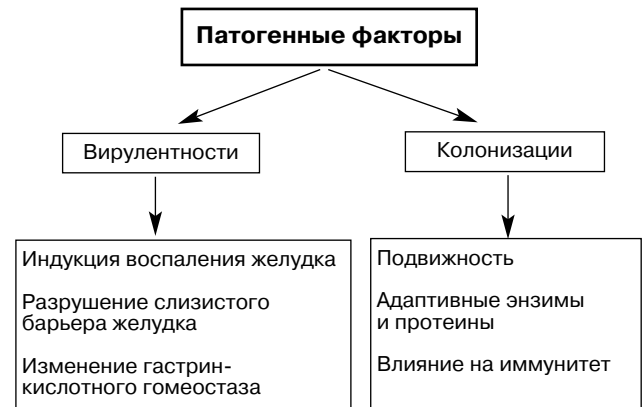 Патогенные факторы
Вирулентности
Колонизации
Индукция воспаления желудка
Разрушение слизистого
барьера желудка
Изменение гастрин-
кислотного гомеостаза
Подвижность
Адаптивные энзимы
и протеины
Влияние на иммунитет